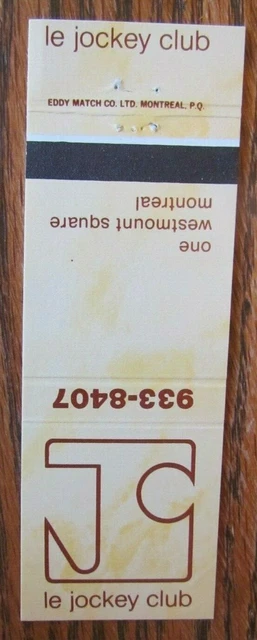 le jockey club
EDDY MATCH CO. LTD. MONTREAL, P.Q.
one
westmount square
montreal
933-8407
le jockey club